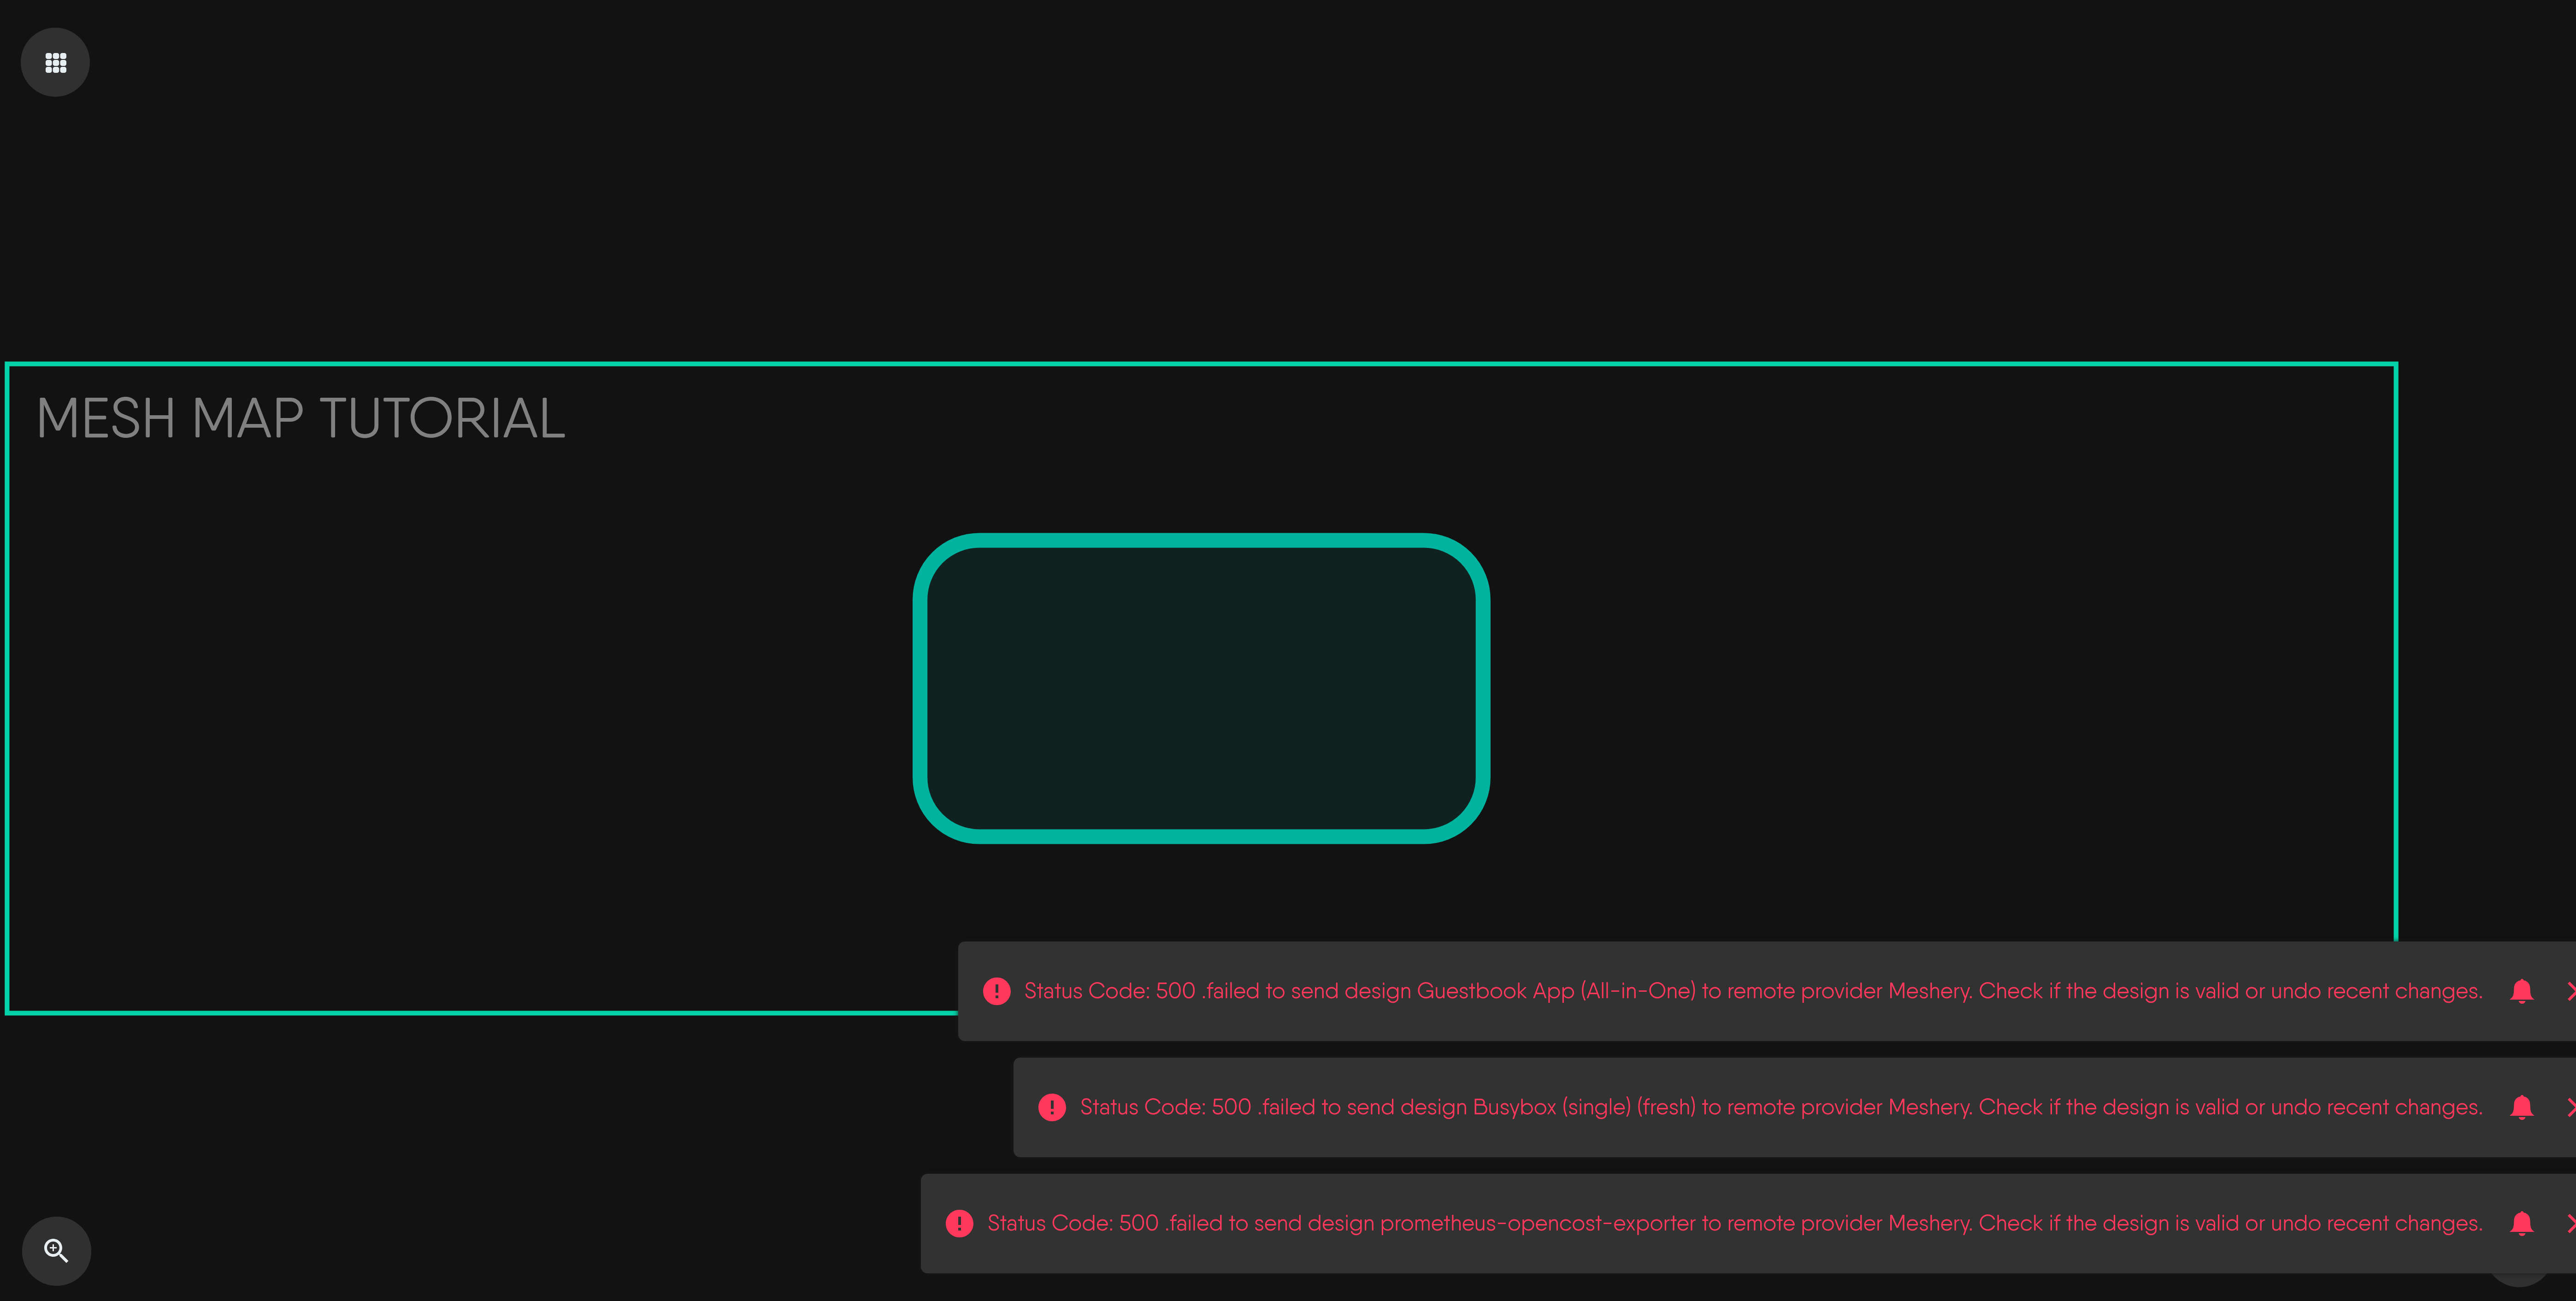 MESH MAP TUTORIAL
Status Code: 500 .failed to send design Guestbook App (All-in-One) to remote provider Meshery. Check if the design is valid or undo recent changes.
Status Code: 500 .failed to send design Busybox (single) (fresh) to remote provider Meshery. Check if the design is valid or undo recent changes.
Status Code: 500 .failed to send design prometheus-opencost-exporter to remote provider Meshery. Check if the design is valid or undo recent changes.